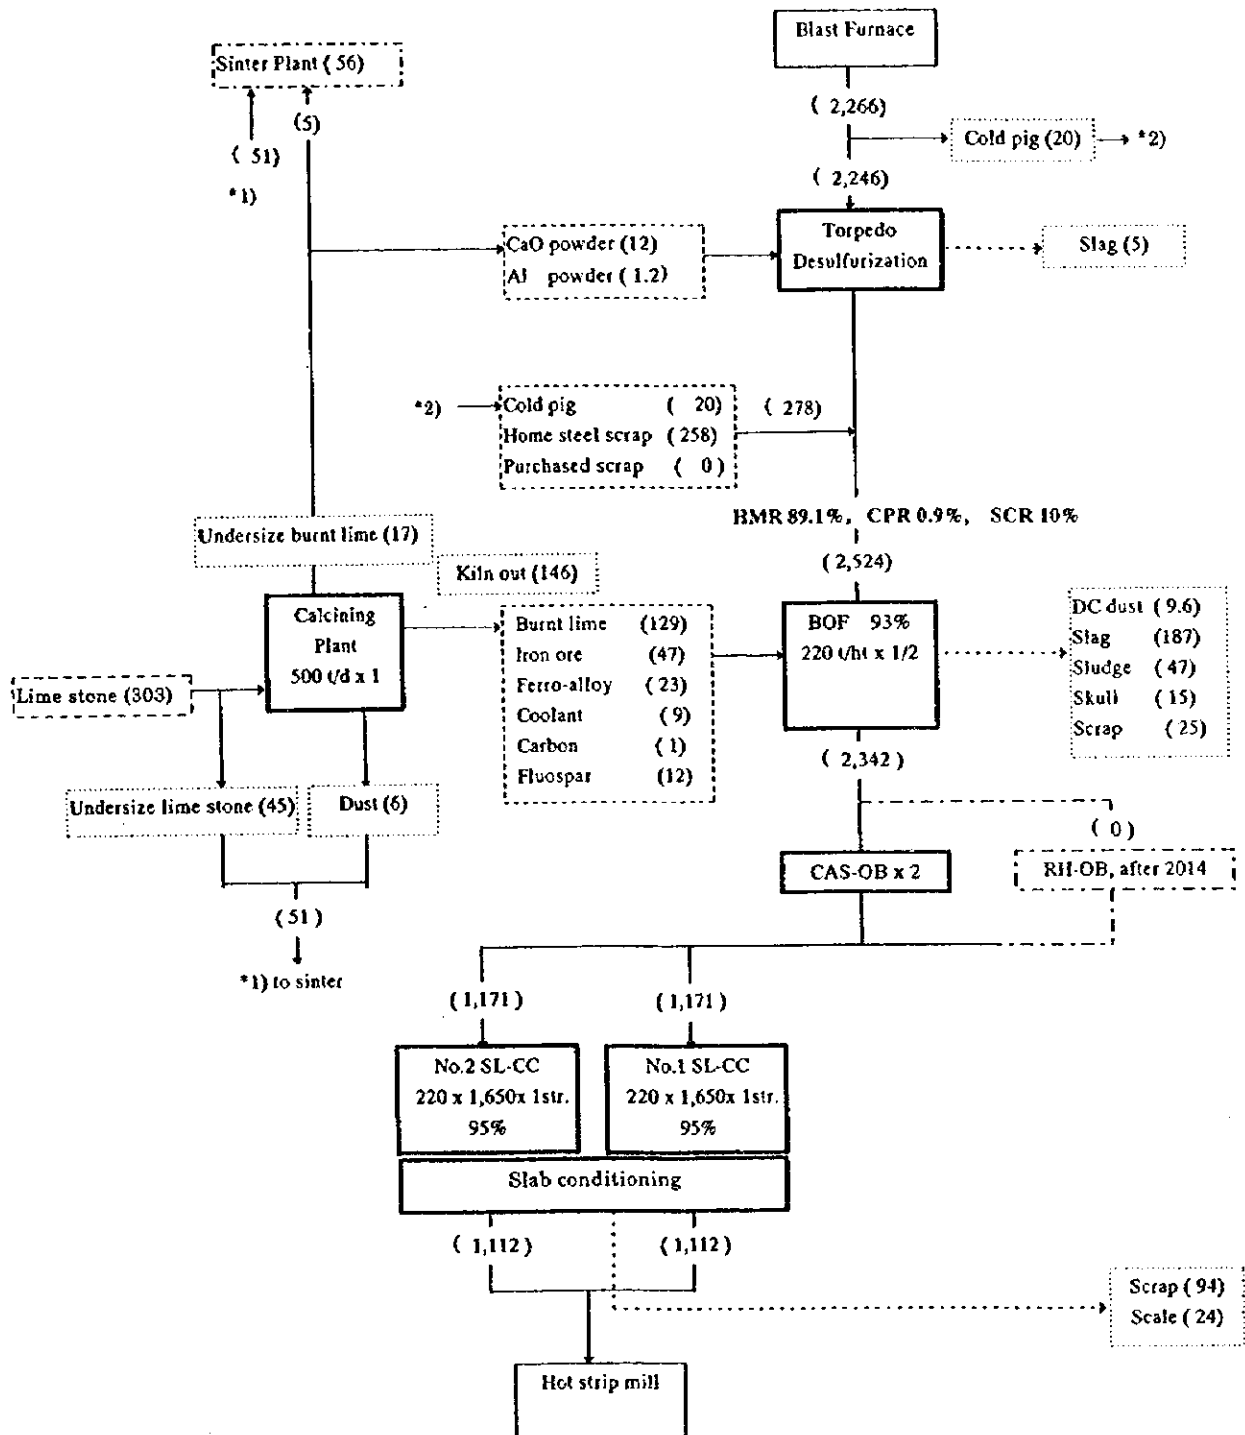 Blast Furnace
Sinter Plant ( 56)
( 2,266)
(5)
( 51)
*1)
Cold pig (20)
*2)
( 2,246)
Torpedo
Desulfurization
CaO powder (12)
Al powder ( 1.2)
Slag (5)
*2)
Cold pig ( 20)
Home steel scrap ( 258)
Purchased scrap ( 0 )
( 278)
HMR 89.1%, CPR 0.9%, SCR 10%
Undersize burnt lime (17)
(2,524)
Kiln out (146)
Calcining
Plant
500 t/d x 1
Burnt lime (129)
Iron ore (47)
Ferro-alloy (23)
Coolant ( 9)
Carbon ( 1)
Fluospar (12)
BOF 93%
220 t/ht x 1/2
DC dust ( 9.6)
Slag (187)
Sludge ( 47)
Skull ( 15)
Scrap ( 25)
Lime stone (303)
( 2,342)
Undersize lime stone (45)
Dust (6)
( 0 )
CAS-OB x 2
RH-OB, after 2014
(51 )
*1) to sinter
( 1,171 )
( 1,171 )
No.2 SL-CC
220 x 1,650x 1str.
95%
No.1 SL-CC
220 x 1,650x 1str.
95%
Slab conditioning
( 1,112 )
( 1,112 )
Scrap ( 94)
Scale ( 24)
Hot strip mill